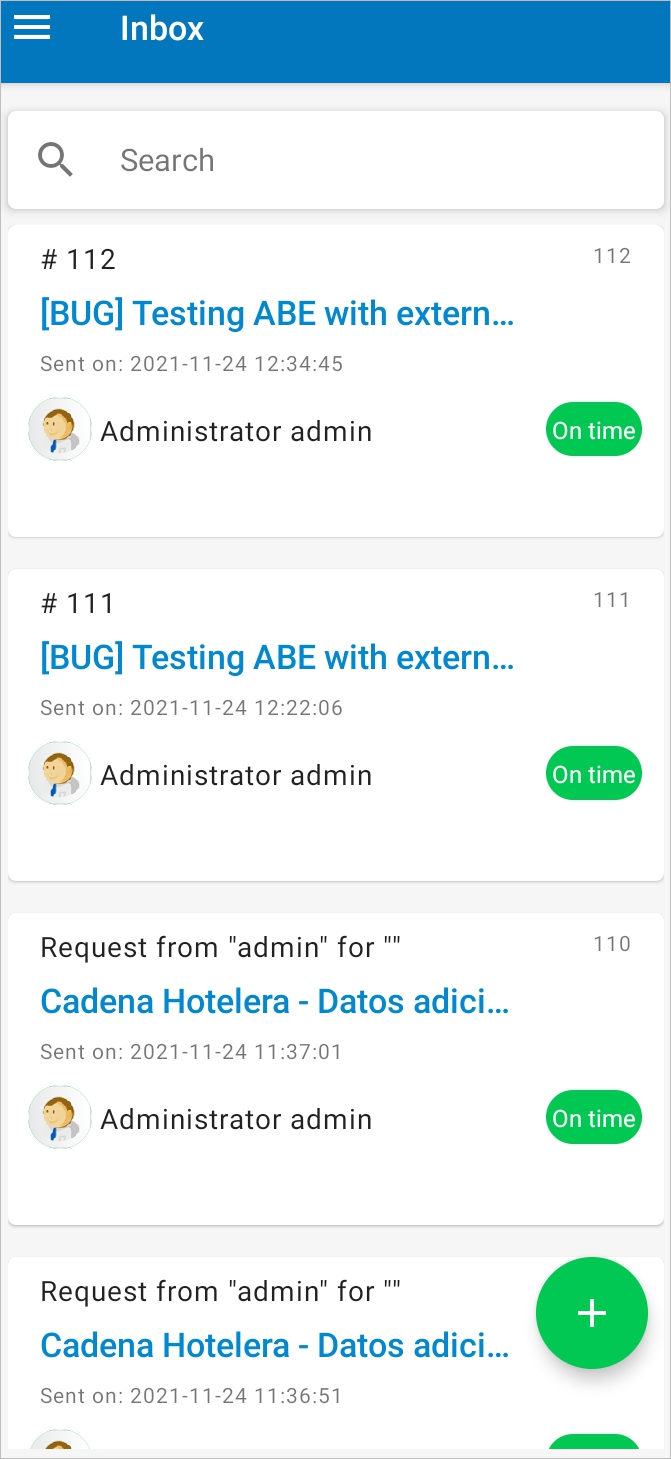 Inbox
Search
# 112
112
[BUG] Testing ABE with extern...
Sent on: 2021-11-24 12:34:45
Administrator admin
On time
# 111
111
[BUG] Testing ABE with extern...
Sent on: 2021-11-24 12:22:06
Administrator admin
On time
Request from "admin" for ""
110
Cadena Hotelera - Datos adici...
Sent on: 2021-11-24 11:37:01
Administrator admin
On time
Request from "admin" for ""
Cadena Hotelera - Datos adici...
Sent on: 2021-11-24 11:36:51